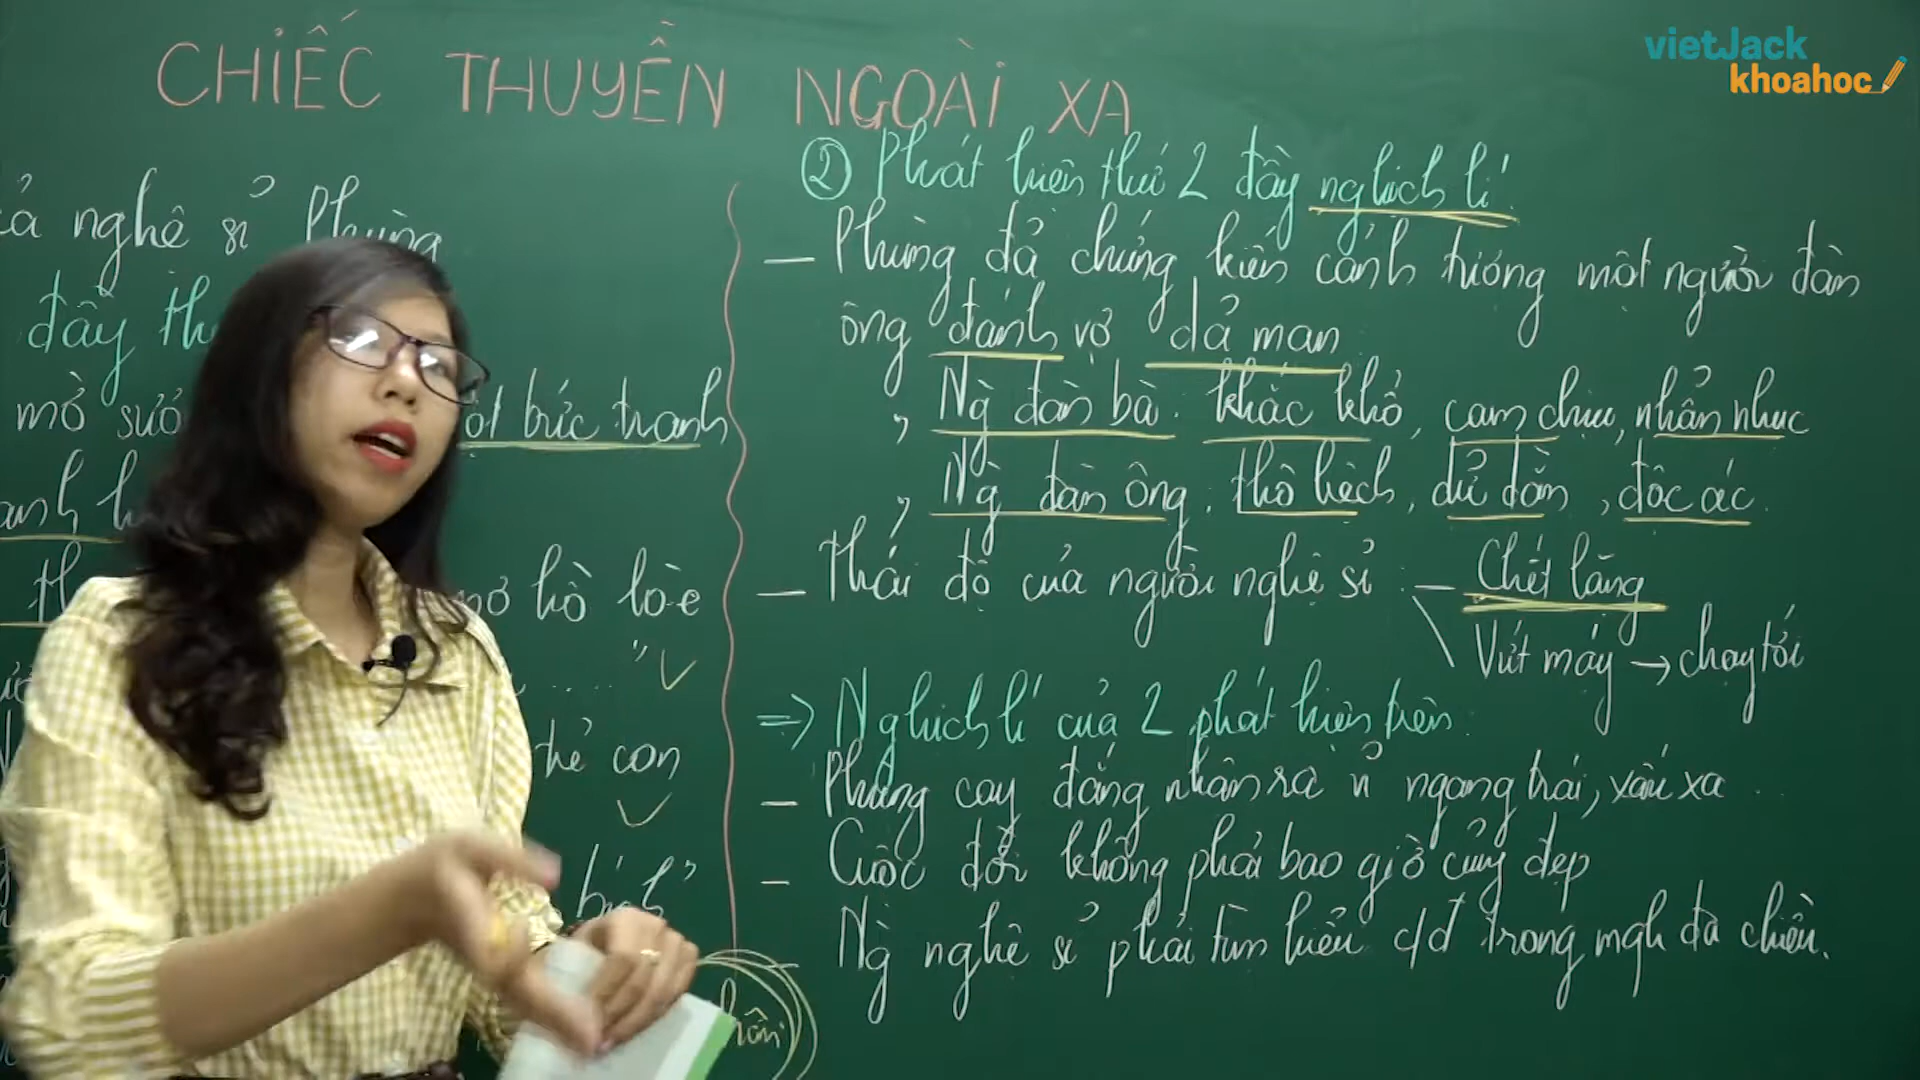 vietJack
khoahoc
CHIẾC THUYỀN NGOÀI XA
nghệ sĩ Phùng
đầy
mờ sươ
bức tranh
mơ hồ lòe
con
② Phát hiện thứ 2 đầy nghịch lí.
- Phùng đã chứng kiến cảnh tượng một người đàn
ông đánh vợ dã man
, Ng đàn bà: khắc khổ, cam chịu, nhẫn nhục
, Ng đàn ông: thô kệch, dữ dằn, độc ác.
- Thái độ của người nghệ sĩ: - Chết lặng
\ Vứt máy → chạy tới
=> Nghịch lí của 2 phát hiện trên.
- Phùng cay đắng nhận ra ngang trái, xấu xa ..
- Cuộc đời không phải bao giờ cũng đẹp
- Ng nghệ sĩ phải tìm hiểu c/đ trong mqh đa chiều.